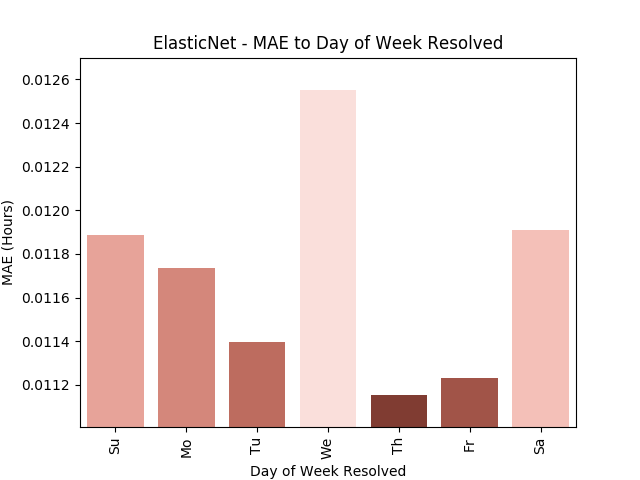 ElasticNet - MAE to Day of Week Resolved
0.0126
0.0124
0.0122
0.0120
0.0118
0.0116
0.0114
0.0112
MAE (Hours)
Su
Mo
Tu
We
Th
Fr
Sa
Day of Week Resolved